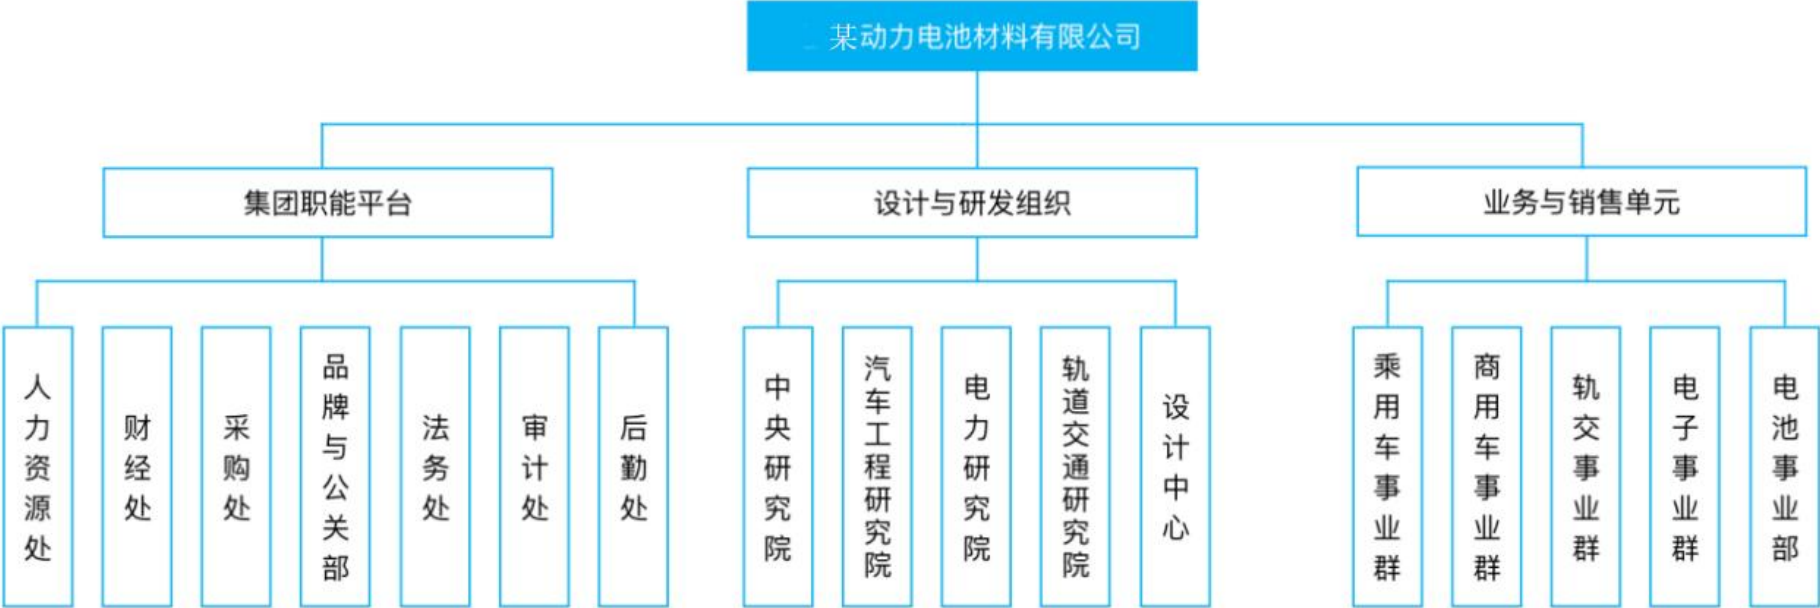 某动力电池材料有限公司
集团职能平台
设计与研发组织
业务与销售单元
人力资源处
财经处
采购处
品牌与公关部
法务处
审计处
后勤处
中央研究院
汽车工程研究院
电力研究院
轨道交通研究院
设计中心
乘用车事业群
商用车事业群
轨交事业群
电子事业群
电池事业部